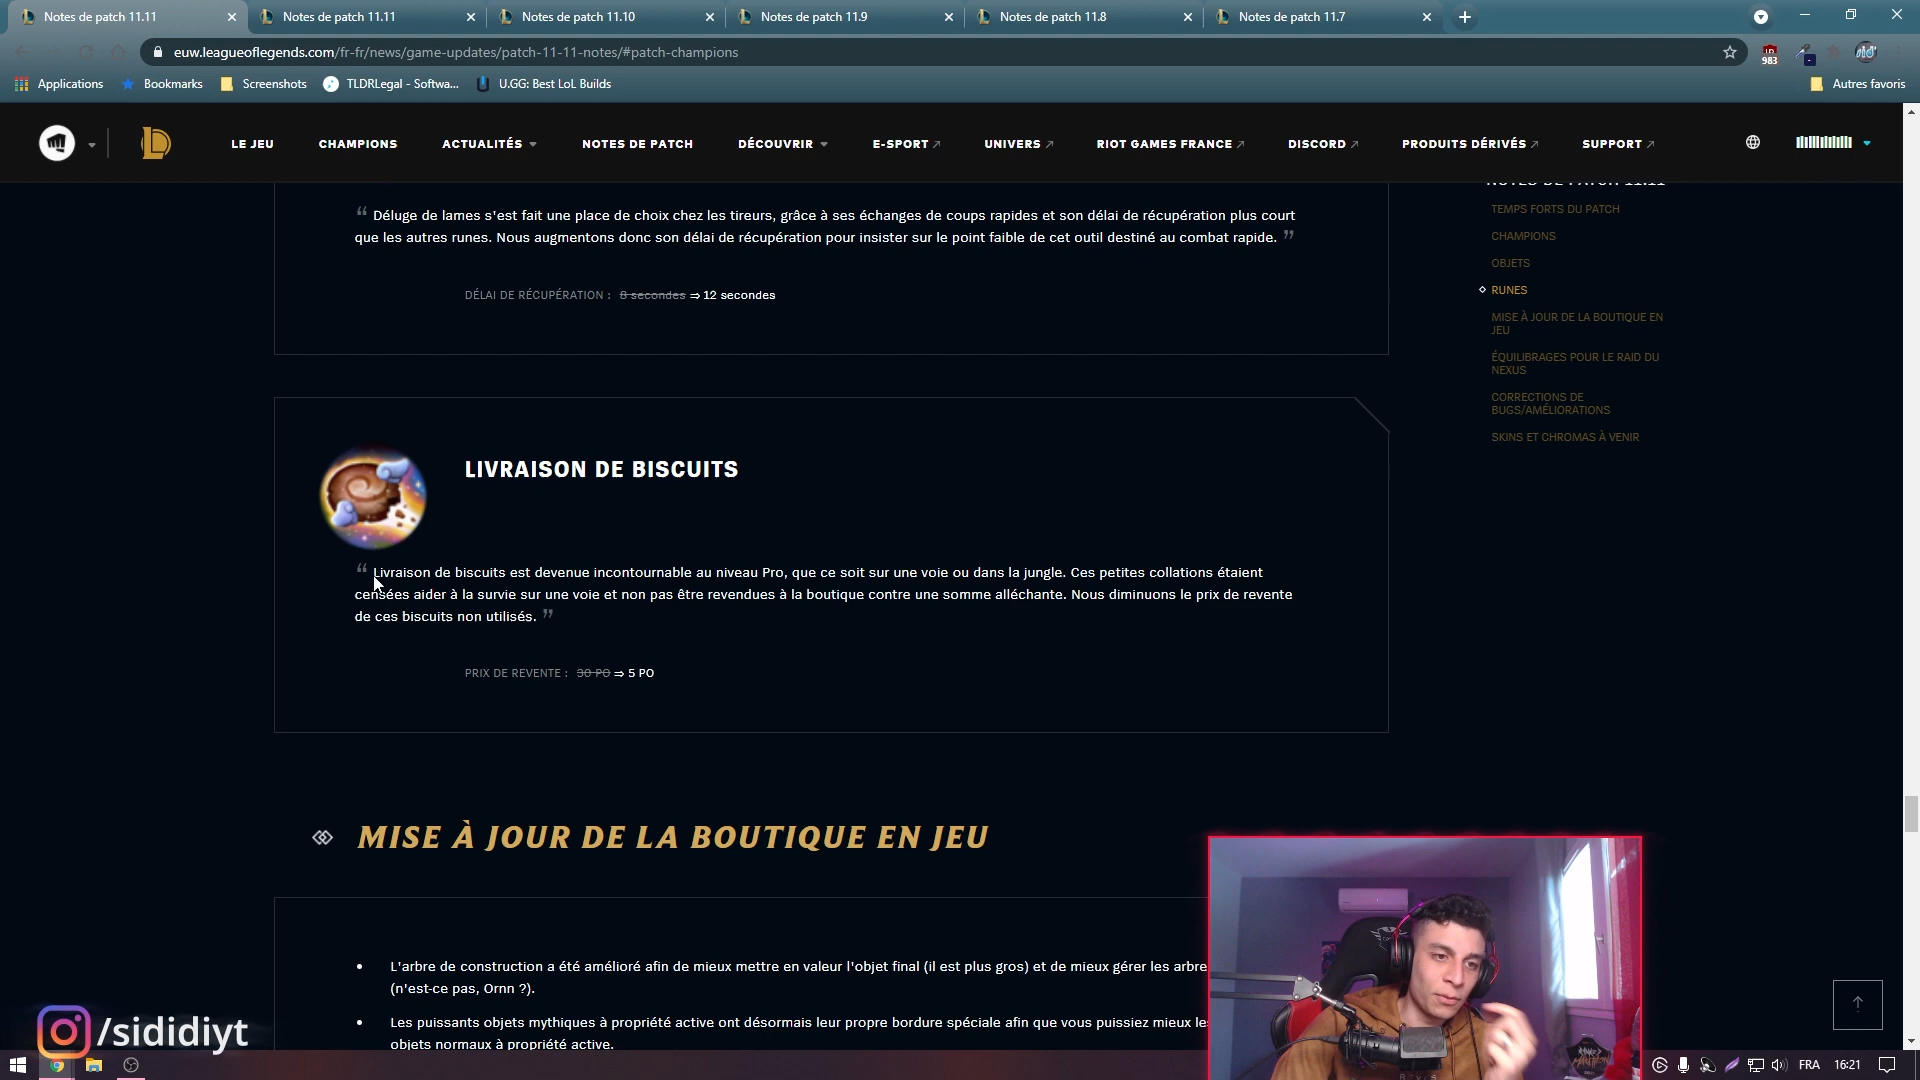 Notes de patch 11.11
Notes de patch 11.11
Notes de patch 11.10
Notes de patch 11.9
Notes de patch 11.8
Notes de patch 11.7
euw.leagueoflegends.com/fr-fr/news/game-updates/patch-11-11-notes/#patch-champions
983
Applications
Bookmarks
Screenshots
TLDRLegal - Softwa...
U.GG: Best LoL Builds
Autres favoris
LE JEU
CHAMPIONS
ACTUALITÉS
NOTES DE PATCH
DÉCOUVRIR
E-SPORT
UNIVERS
RIOT GAMES FRANCE
DISCORD
PRODUITS DÉRIVÉS
SUPPORT
“ Déluge de lames s'est fait une place de choix chez les tireurs, grâce à ses échanges de coups rapides et son délai de récupération plus court
que les autres runes. Nous augmentons donc son délai de récupération pour insister sur le point faible de cet outil destiné au combat rapide. ”
DÉLAI DE RÉCUPÉRATION : 8 secondes ⇒ 12 secondes
LIVRAISON DE BISCUITS
“ Livraison de biscuits est devenue incontournable au niveau Pro, que ce soit sur une voie ou dans la jungle. Ces petites collations étaient
censées aider à la survie sur une voie et non pas être revendues à la boutique contre une somme alléchante. Nous diminuons le prix de revente
de ces biscuits non utilisés. ”
PRIX DE REVENTE : 30 PO ⇒ 5 PO
MISE À JOUR DE LA BOUTIQUE EN JEU
• L'arbre de construction a été amélioré afin de mieux mettre en valeur l'objet final (il est plus gros) et de mieux gérer les arbre
(n'est-ce pas, Ornn ?).
• Les puissants objets mythiques à propriété active ont désormais leur propre bordure spéciale afin que vous puissiez mieux
objets normaux à propriété active.
NOTES DE PATCH 11.11
TEMPS FORTS DU PATCH
CHAMPIONS
OBJETS
RUNES
MISE À JOUR DE LA BOUTIQUE EN
JEU
ÉQUILIBRAGES POUR LE RAID DU
NEXUS
CORRECTIONS DE
BUGS/AMÉLIORATIONS
SKINS ET CHROMAS À VENIR
/sididiyt
FRA
16:21